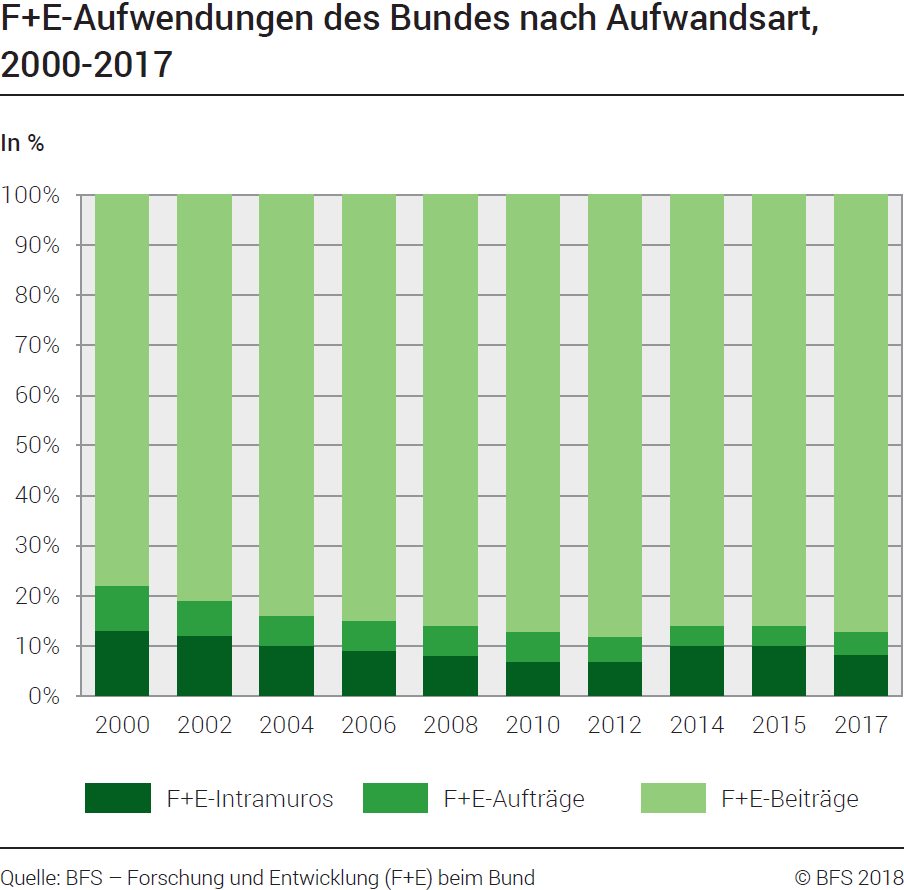 F+E-Aufwendungen des Bundes nach Aufwandsart,
2000-2017
In %
100%
90%
80%
70%
60%
50%
40%
30%
20%
10%
0%
2000 2002 2004 2006 2008 2010 2012 2014 2015 2017
F+E-Intramuros F+E-Aufträge F+E-Beiträge
Quelle: BFS – Forschung und Entwicklung (F+E) beim Bund © BFS 2018